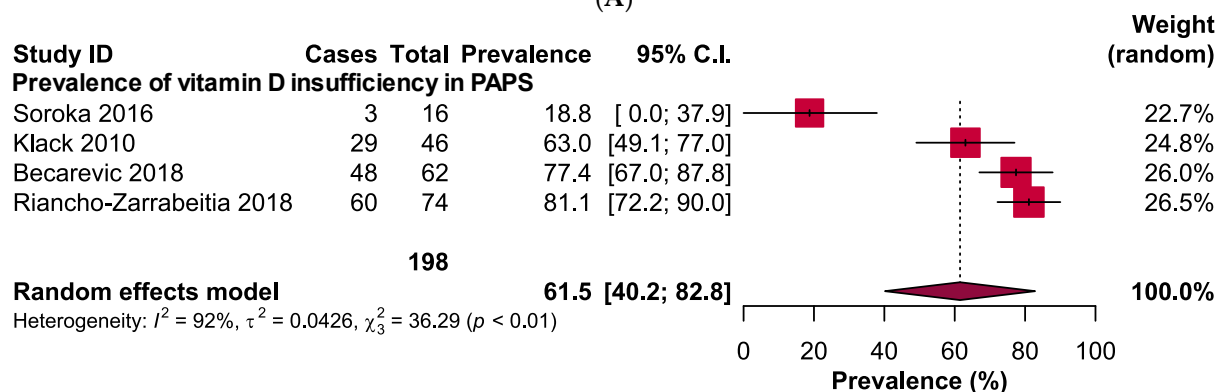 (A)
Weight
Study ID Cases Total Prevalence 95% C.I. (random)
Prevalence of vitamin D insufficiency in PAPS
Soroka 2016 3 16 18.8 [ 0.0; 37.9] 22.7%
Klack 2010 29 46 63.0 [49.1; 77.0] 24.8%
Becarevic 2018 48 62 77.4 [67.0; 87.8] 26.0%
Riancho-Zarrabeitia 2018 60 74 81.1 [72.2; 90.0] 26.5%
198
Random effects model 61.5 [40.2; 82.8] 100.0%
Heterogeneity: I² = 92%, τ² = 0.0426, χ²₃ = 36.29 (p < 0.01)
0 20 40 60 80 100
Prevalence (%)